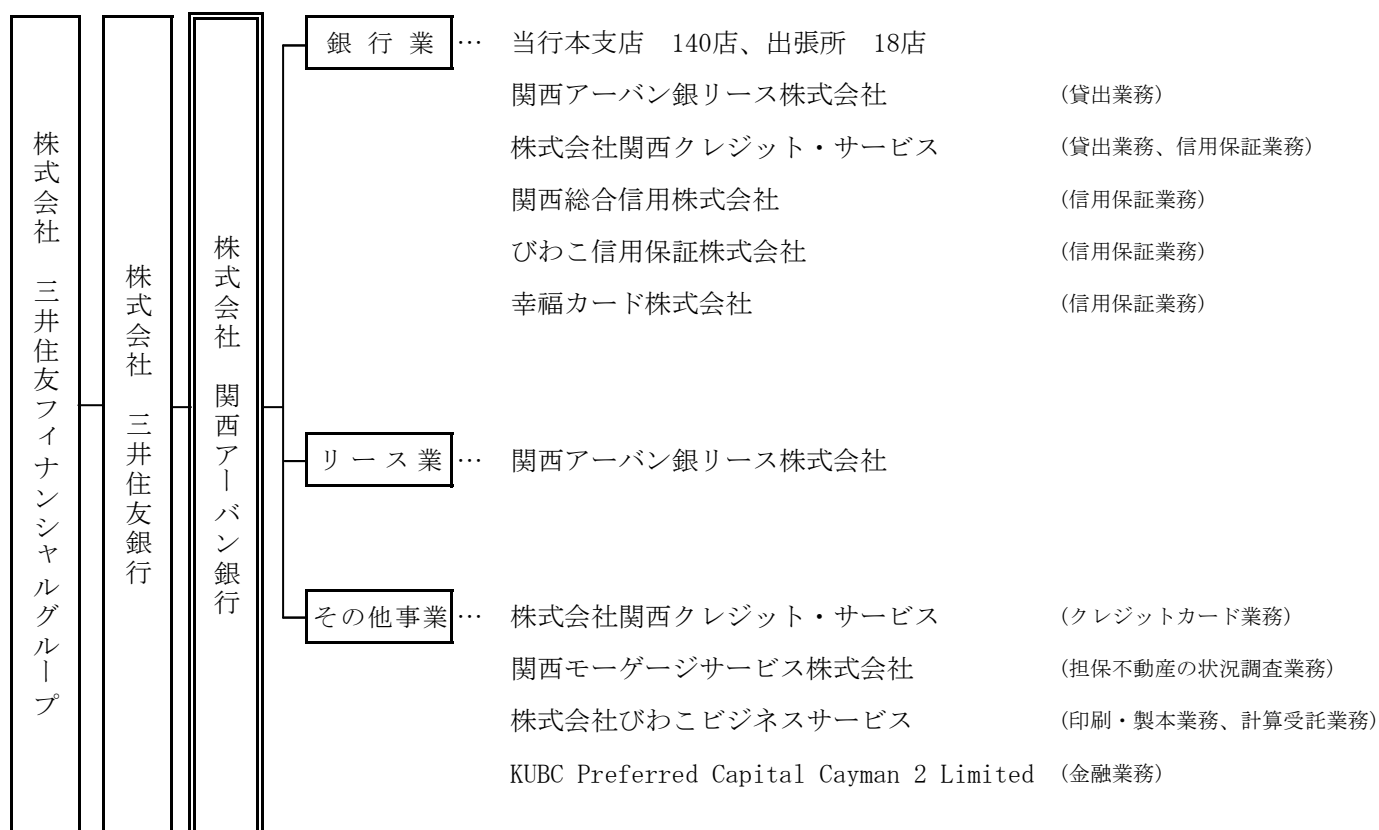 株式会社　三井住友フィナンシャルグループ
株式会社　三井住友銀行
株式会社　関西アーバン銀行
銀行業… 当行本支店　140店、出張所　18店
関西アーバン銀リース株式会社 (貸出業務)
株式会社関西クレジット・サービス (貸出業務、信用保証業務)
関西総合信用株式会社 (信用保証業務)
びわこ信用保証株式会社 (信用保証業務)
幸福カード株式会社 (信用保証業務)
リース業… 関西アーバン銀リース株式会社
その他事業… 株式会社関西クレジット・サービス (クレジットカード業務)
関西モーゲージサービス株式会社 (担保不動産の状況調査業務)
株式会社びわこビジネスサービス (印刷・製本業務、計算受託業務)
KUBC Preferred Capital Cayman 2 Limited (金融業務)